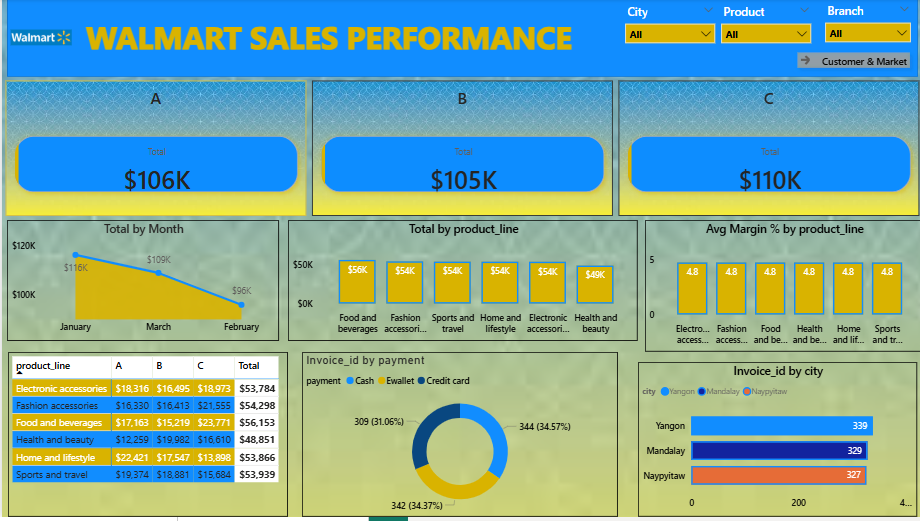 City
Product
Branch
Walmart
WALMART SALES PERFORMANCE
All
All
All
Customer & Market
A
B
C
Total
$106K
Total
$105K
Total
$110K
Total by Month
$120K
$100K
$116K
$109K
$96K
January
March
February
Total by product_line
$50K
$0K
$56K
$54K
$54K
$54K
$54K
$49K
Food and beverages
Fashion accessori...
Sports and travel
Home and lifestyle
Electronic accessori...
Health and beauty
Avg Margin % by product_line
5
0
4.8
4.8
4.8
4.8
4.8
4.8
Electro... access...
Fashion access...
Food and be...
Health and be...
Home and lif...
Sports and tr...
product_line A B C Total
Electronic accessories $18,316 $16,495 $18,973 $53,784
Fashion accessories $16,330 $16,413 $21,555 $54,298
Food and beverages $17,163 $15,219 $23,771 $56,153
Health and beauty $12,259 $19,982 $16,610 $48,851
Home and lifestyle $22,421 $17,547 $13,898 $53,866
Sports and travel $19,374 $18,881 $15,684 $53,939
Invoice_id by payment
payment Cash Ewallet Credit card
309 (31.06%)
344 (34.57%)
342 (34.37%)
Invoice_id by city
city Yangon Mandalay Naypyitaw
Yangon 339
Mandalay 329
Naypyitaw 327
0 200 4...